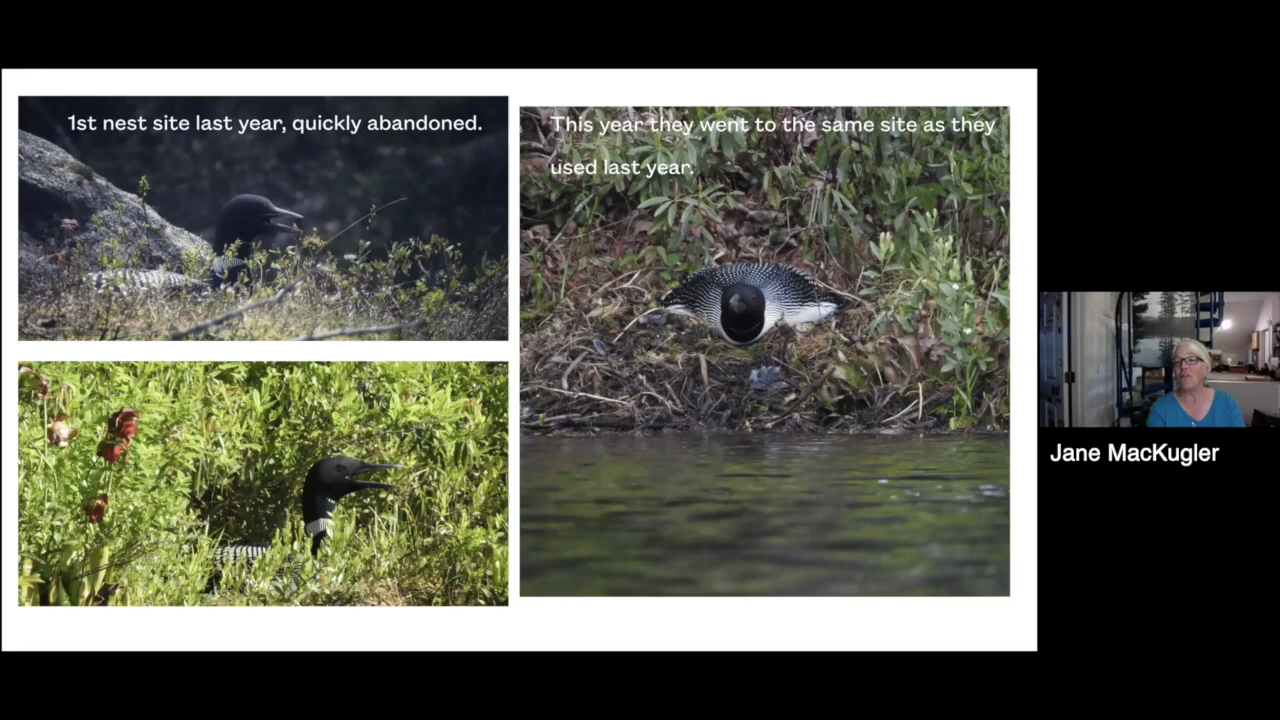 1st nest site last year, quickly abandoned.
This year they went to the same site as they
used last year.
Jane MacKugler